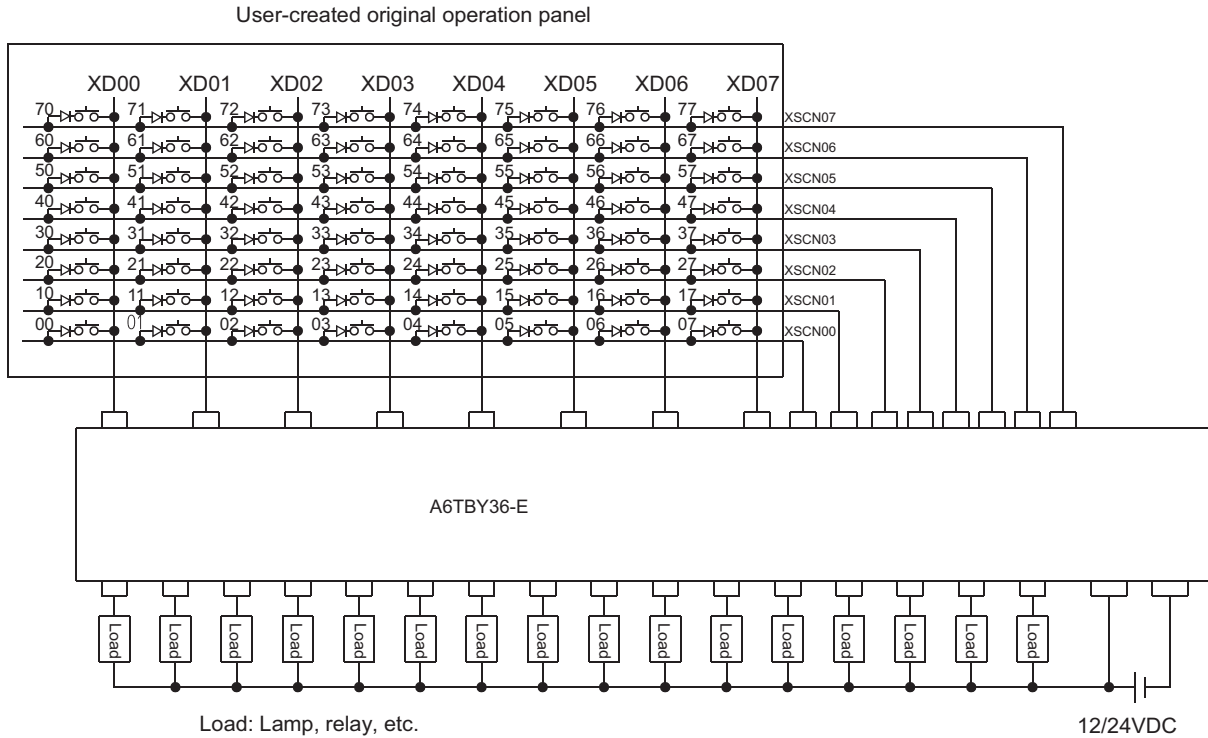 User-created original operation panel
XD00 XD01 XD02 XD03 XD04 XD05 XD06 XD07
70 71 72 73 74 75 76 77 XSCN07
60 61 62 63 64 65 66 67 XSCN06
50 51 52 53 54 55 56 57 XSCN05
40 41 42 43 44 45 46 47 XSCN04
30 31 32 33 34 35 36 37 XSCN03
20 21 22 23 24 25 26 27 XSCN02
10 11 12 13 14 15 16 17 XSCN01
00 01 02 03 04 05 06 07 XSCN00
A6TBY36-E
Load Load Load Load Load Load Load Load Load Load Load Load Load Load Load Load
Load: Lamp, relay, etc. 12/24VDC